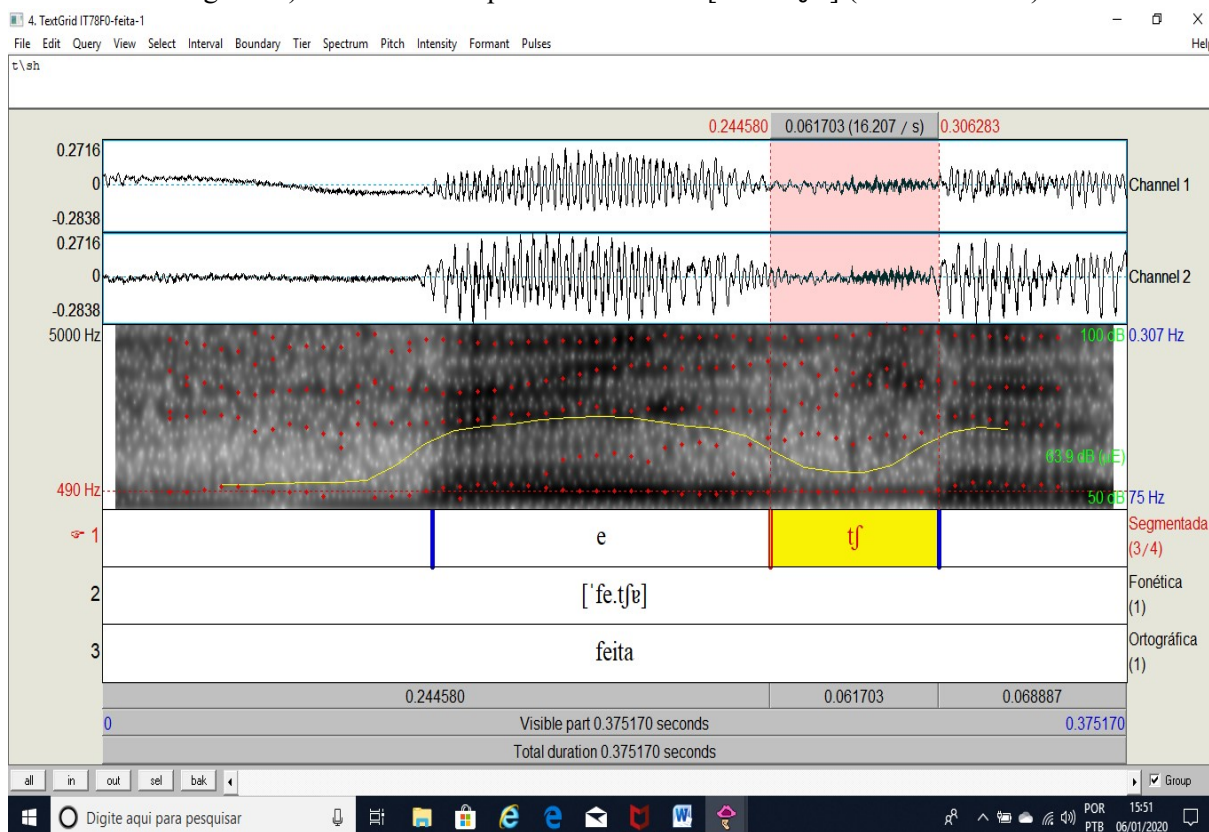 4. TextGrid IT78F0-feita-1
File Edit Query View Select Interval Boundary Tier Spectrum Pitch Intensity Formant Pulses Help
t\sh
0.244580 0.061703 (16.207 / s) 0.306283
0.2716
0
-0.2838
Channel 1
0.2716
0
-0.2838
Channel 2
5000 Hz 100 dB 0.307 Hz
63.9 dB (µE)
490 Hz 50 dB 75 Hz
1 e tʃ Segmentada (3/4)
2 [ˈfe.tʃɐ] Fonética (1)
3 feita Ortográfica (1)
0.244580 0.061703 0.068887
0 Visible part 0.375170 seconds 0.375170
Total duration 0.375170 seconds
all in out sel bak Group
Digite aqui para pesquisar POR 15:51
PTB 06/01/2020